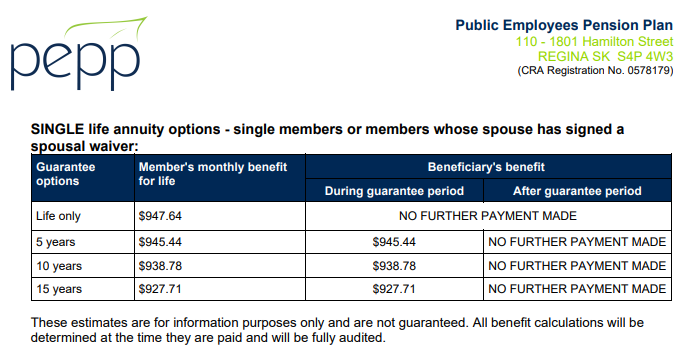 pepp
Public Employees Pension Plan
110 - 1801 Hamilton Street
REGINA SK  S4P 4W3
(CRA Registration No. 0578179)
SINGLE life annuity options - single members or members whose spouse has signed a
spousal waiver:
Guarantee options Member's monthly benefit for life Beneficiary's benefit
During guarantee period After guarantee period
Life only $947.64 NO FURTHER PAYMENT MADE
5 years $945.44 $945.44 NO FURTHER PAYMENT MADE
10 years $938.78 $938.78 NO FURTHER PAYMENT MADE
15 years $927.71 $927.71 NO FURTHER PAYMENT MADE
These estimates are for information purposes only and are not guaranteed. All benefit calculations will be
determined at the time they are paid and will be fully audited.